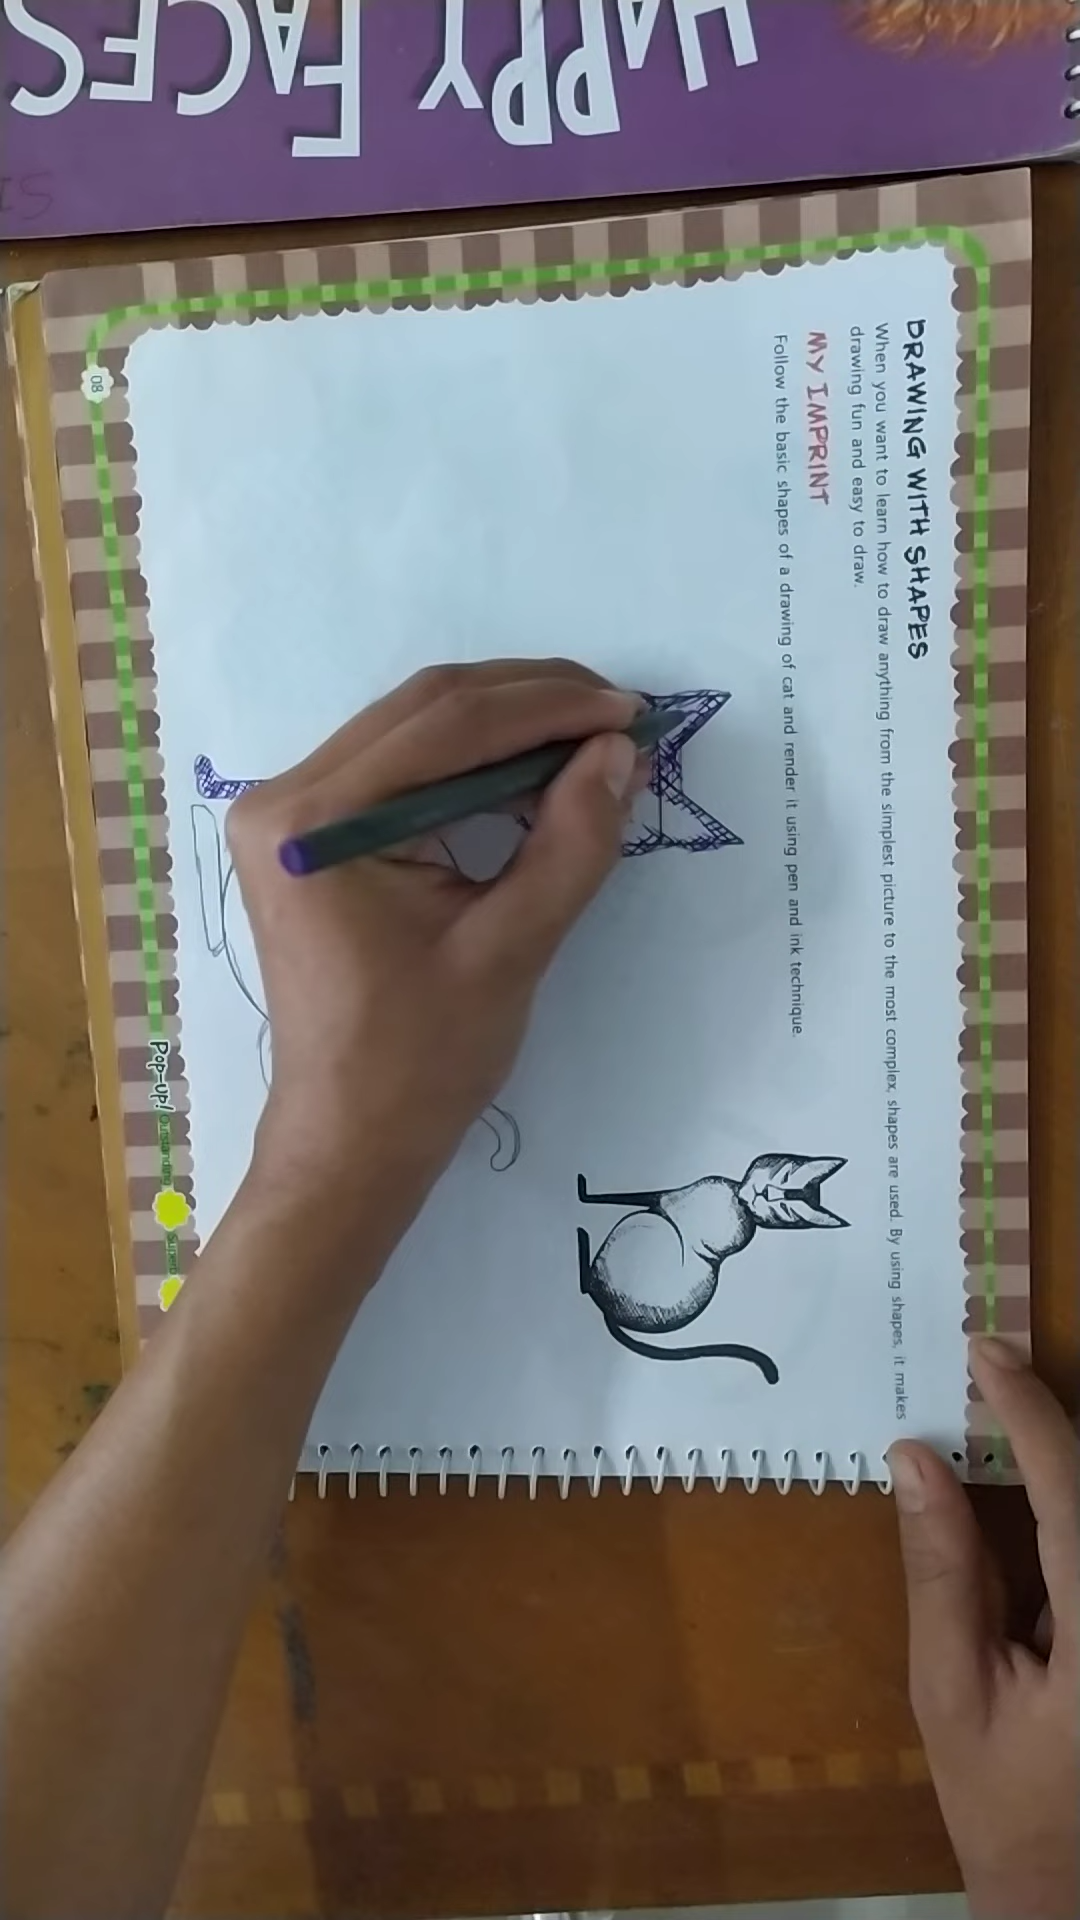 HAPPY FACES
DRAWING WITH SHAPES
When you want to learn how to draw anything from the simplest picture to the most complex, shapes are used. By using shapes, it makes
drawing fun and easy to draw.
MY IMPRINT
Follow the basic shapes of a drawing of cat and render it using pen and ink technique.
08
Pop-up! Outstanding Superb